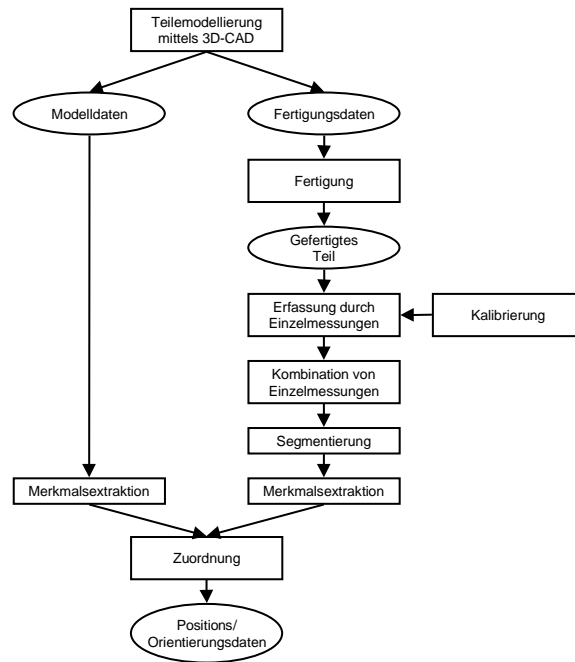 Teilemodellierung
mittels 3D-CAD
Modelldaten
Fertigungsdaten
Fertigung
Gefertigtes
Teil
Erfassung durch
Einzelmessungen
Kalibrierung
Kombination von
Einzelmessungen
Segmentierung
Merkmalsextraktion
Merkmalsextraktion
Zuordnung
Positions/
Orientierungsdaten